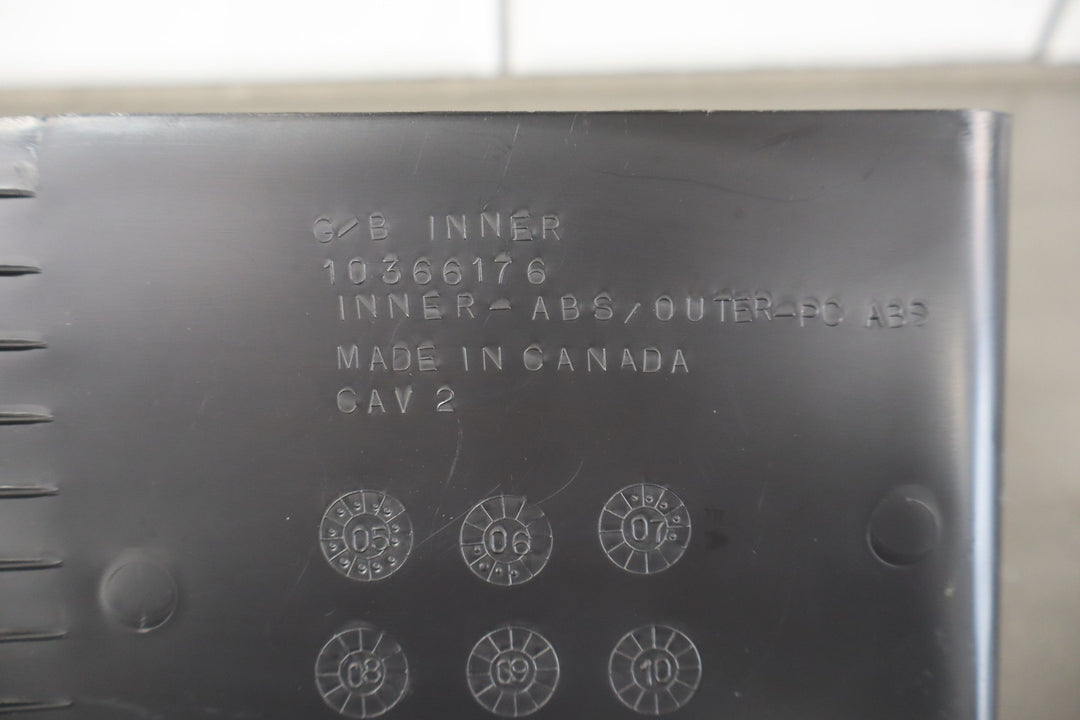 G/B INNER
10366176
INNER-ABS/OUTER-PC ABS
MADE IN CANADA
CAV 2
05 06 07
08 09 10